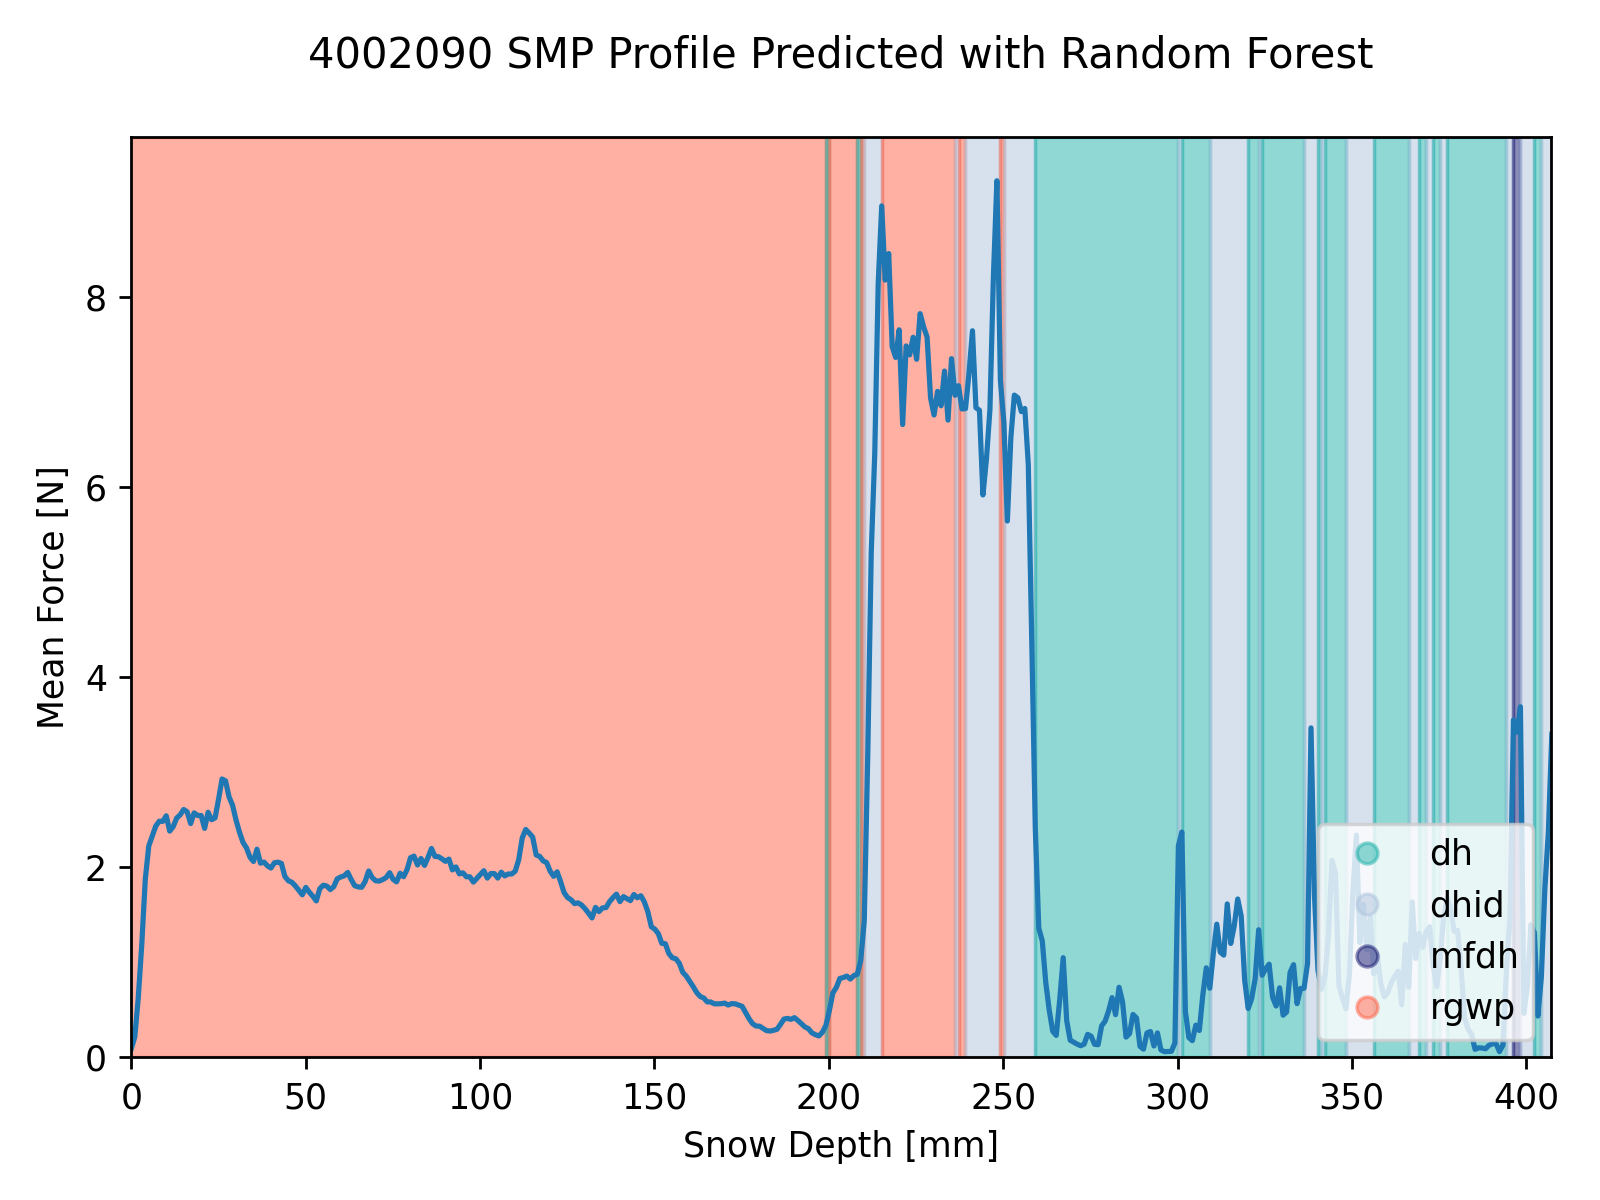 4002090 SMP Profile Predicted with Random Forest
Mean Force [N]
8
6
4
2
0
0 50 100 150 200 250 300 350 400
Snow Depth [mm]
dh
dhid
mfdh
rgwp